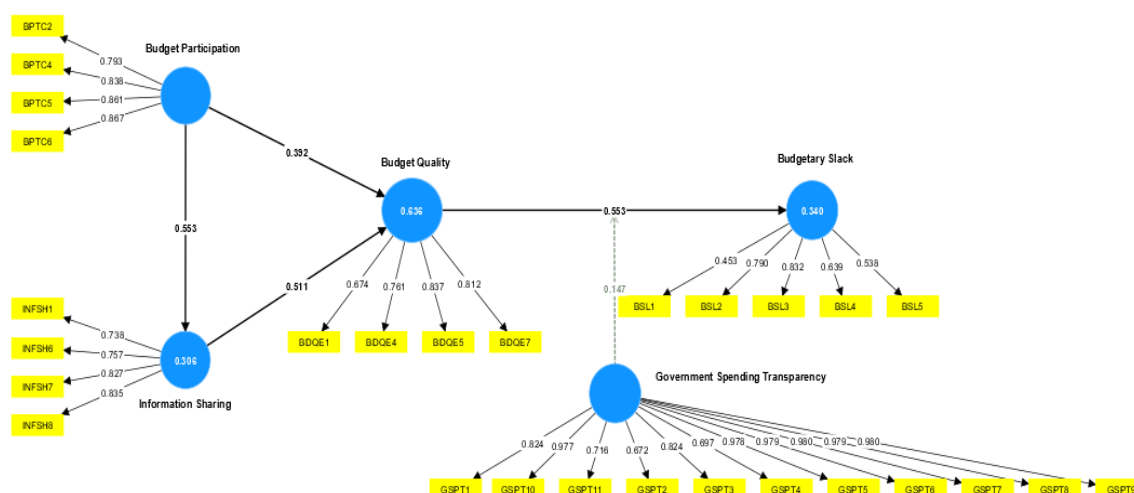 BPTC2
Budget Participation
0.793
BPTC4
0.838
BPTC5
0.861
0.867
BPTC6
0.392
Budget Quality
Budgetary Slack
0.636
0.553
0.340
0.553
0.511
0.674
0.761
0.837
0.812
0.453
0.790
0.832
0.639
0.538
0.147
BSL1
BSL2
BSL3
BSL4
BSL5
INFSH1
0.738
BDQE1
BDQE4
BDQE5
BDQE7
INFSH6
0.757
0.306
0.827
INFSH7
0.835
Government Spending Transparency
Information Sharing
INFSH8
0.824
0.977
0.716
0.672
0.824
0.697
0.978
0.979
0.980
0.979
0.980
GSPT1
GSPT10
GSPT11
GSPT2
GSPT3
GSPT4
GSPT5
GSPT6
GSPT7
GSPT8
GSPT9